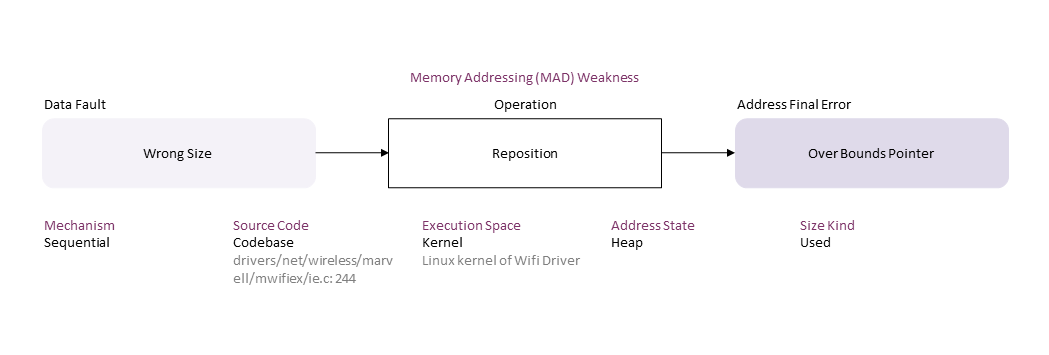 Memory Addressing (MAD) Weakness
Data Fault
Operation
Address Final Error
Wrong Size
Reposition
Over Bounds Pointer
Mechanism
Sequential
Source Code
Codebase
drivers/net/wireless/marv
ell/mwifiex/ie.c: 244
Execution Space
Kernel
Linux kernel of Wifi Driver
Address State
Heap
Size Kind
Used